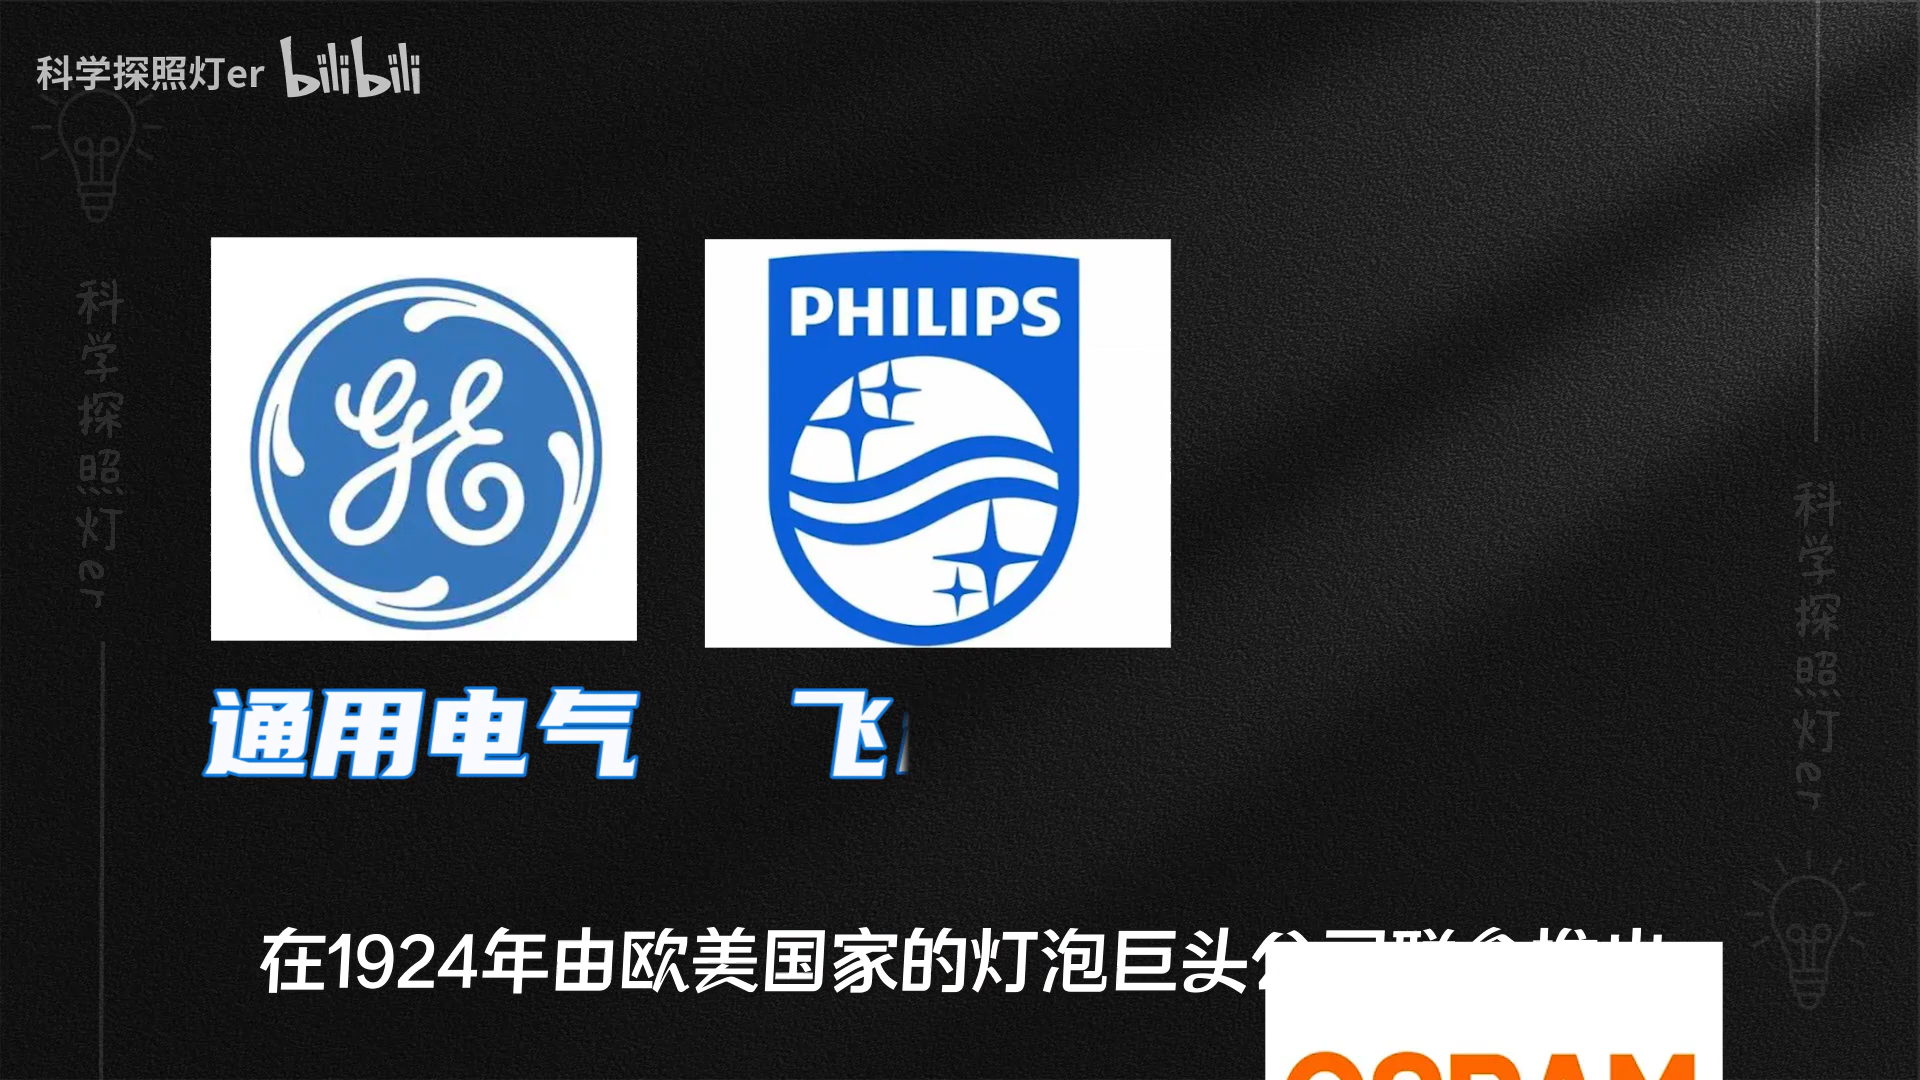 科学探照灯er bilibili
科学探照灯er
GE
PHILIPS
通用电气
飞
科学探照灯er
在1924年由欧美国家的灯泡巨头
OSRAM